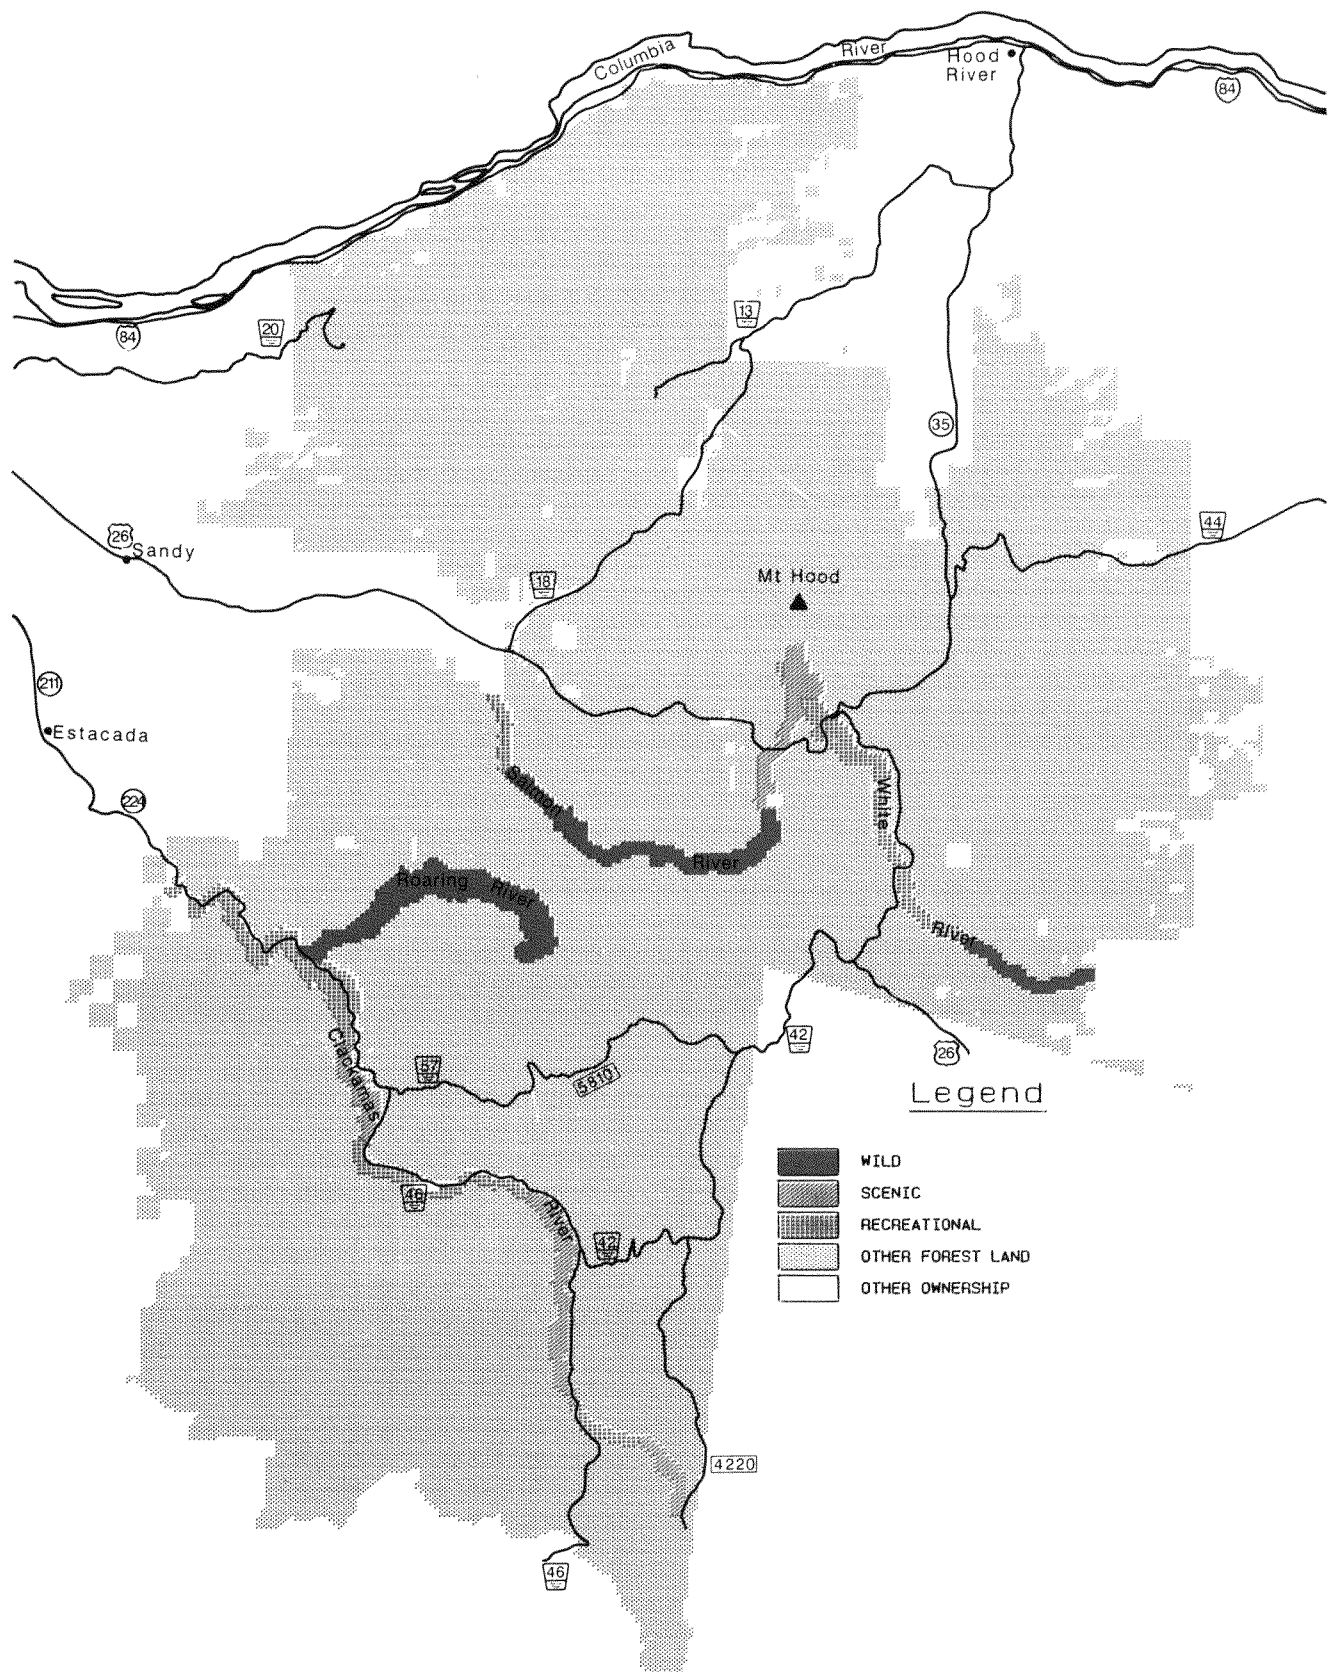 Columbia
River
Hood
River
84
84
20
13
35
26
Sandy
44
18
Mt Hood
211
Estacada
224
Salmon
River
White
River
Roaring River
Clackamas
River
57
5810
42
26
46
42
4220
46
Legend
WILD
SCENIC
RECREATIONAL
OTHER FOREST LAND
OTHER OWNERSHIP